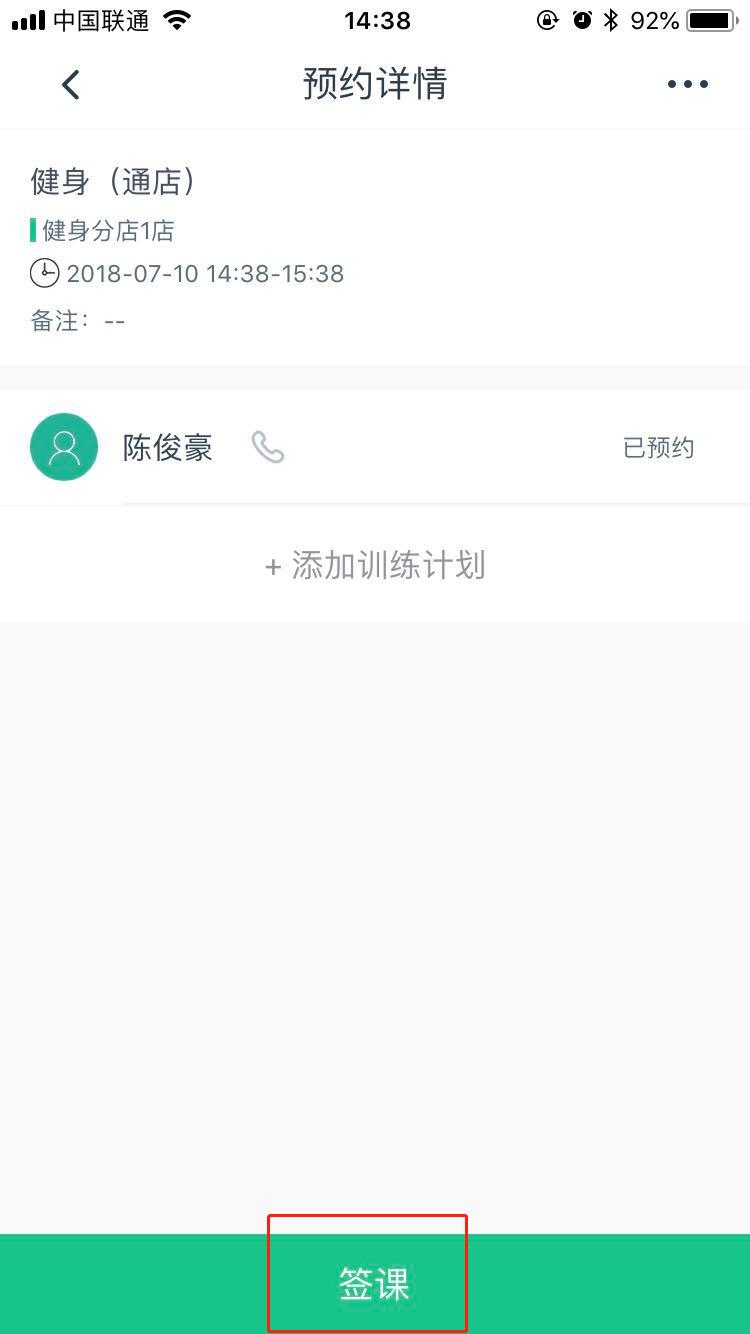 中国联通 14:38 92%
预约详情
健身（通店）
健身分店1店
2018-07-10 14:38-15:38
备注：--
陈俊豪 已预约
+ 添加训练计划
签课